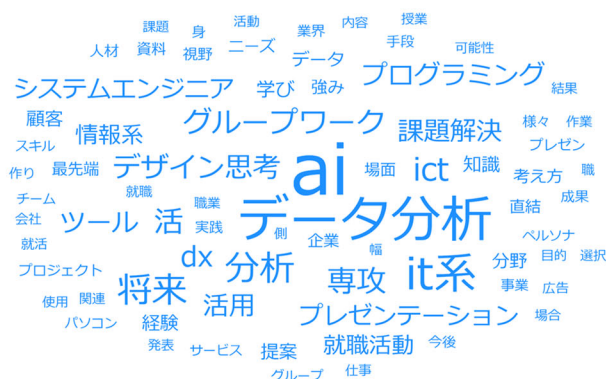 課題 身 活動 業界 内容 授業
人材 資料 視野 ニーズ データ 手段 可能性
システムエンジニア 学び 強み プログラミング 結果
顧客 情報系 グループワーク 課題解決 様々 作業
スキル プレゼン
作り 最先端 デザイン思考 ai 場面 ict 知識 考え方 職
チーム 就職 職業 直結 成果
会社 ツール 活 実践 データ分析
就活 側 企業 幅 ペルソナ
プロジェクト dx 分析 専攻 it系 分野 目的 選択
使用 関連 将来 活用 事業 広告
パソコン 経験 プレゼンテーション 場合
発表 サービス 提案 就職活動 今後
グループ 仕事